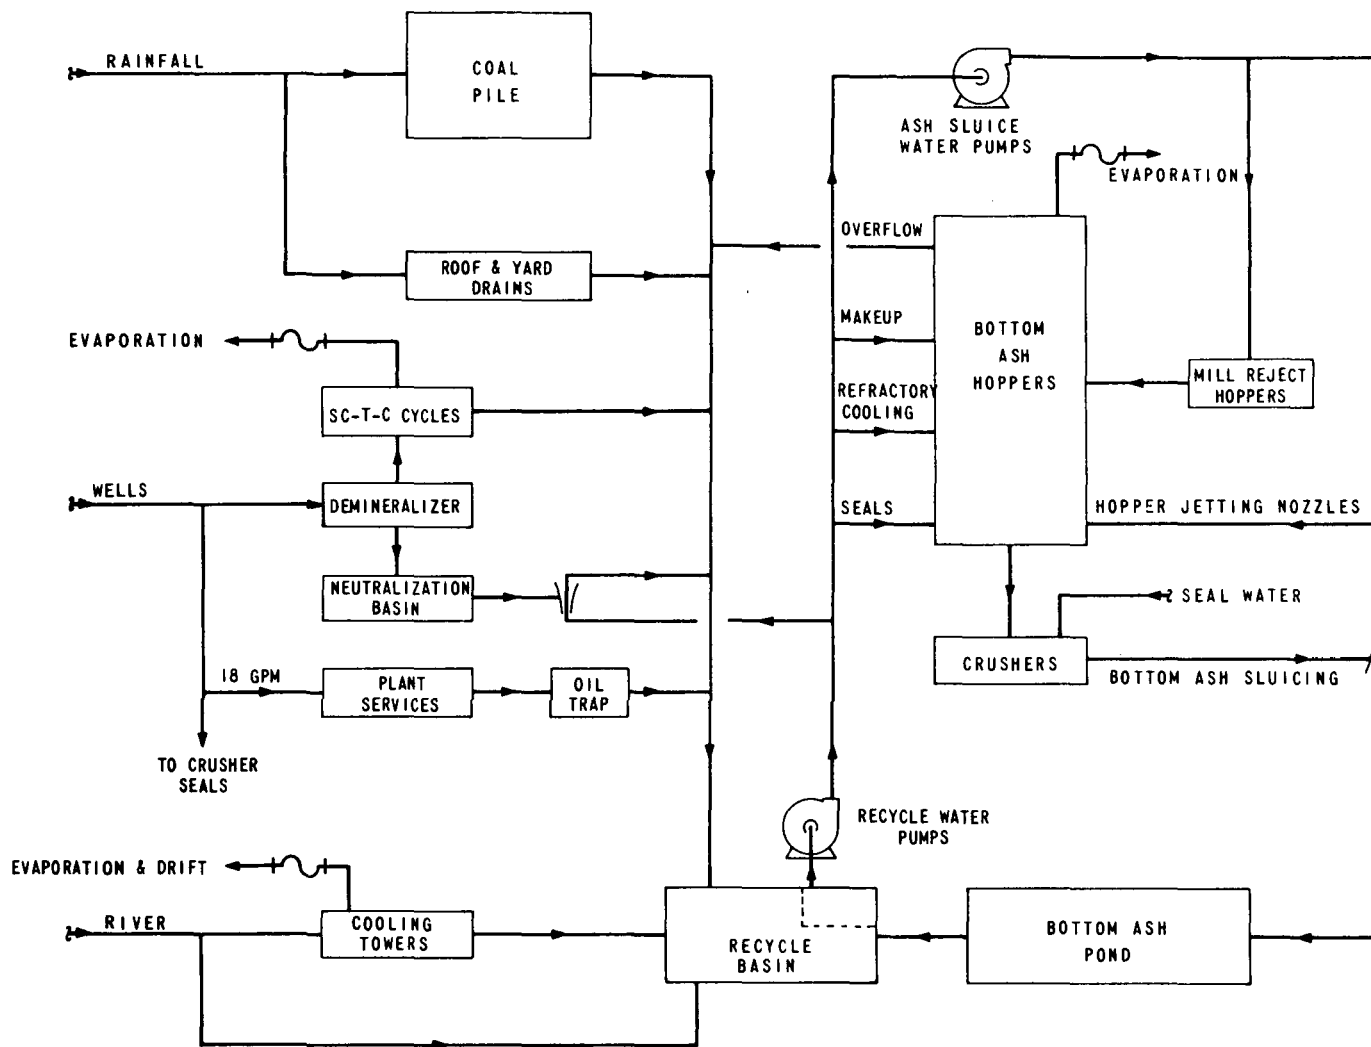 RAINFALL
COAL
PILE
ASH SLUICE
WATER PUMPS
EVAPORATION
OVERFLOW
ROOF & YARD
DRAINS
MAKEUP
BOTTOM
ASH
HOPPERS
EVAPORATION
MILL REJECT
HOPPERS
REFRACTORY
COOLING
SC-T-C CYCLES
WELLS
DEMINERALIZER
SEALS
HOPPER JETTING NOZZLES
NEUTRALIZATION
BASIN
SEAL WATER
CRUSHERS
BOTTOM ASH SLUICING
18 GPM
PLANT
SERVICES
OIL
TRAP
TO CRUSHER
SEALS
RECYCLE WATER
PUMPS
EVAPORATION & DRIFT
RIVER
COOLING
TOWERS
RECYCLE
BASIN
BOTTOM ASH
POND